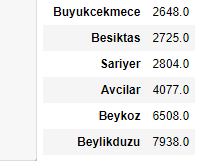 Buyukcekmece 2648.0
Besiktas 2725.0
Sariyer 2804.0
Avcilar 4077.0
Beykoz 6508.0
Beylikduzu 7938.0